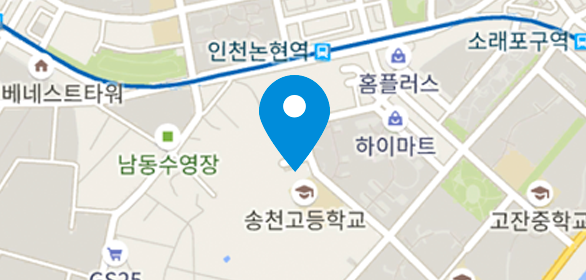 인천논현역
소래포구역
홈플러스
베네스트타워
하이마트
남동수영장
송천고등학교
고잔중학교
GS25